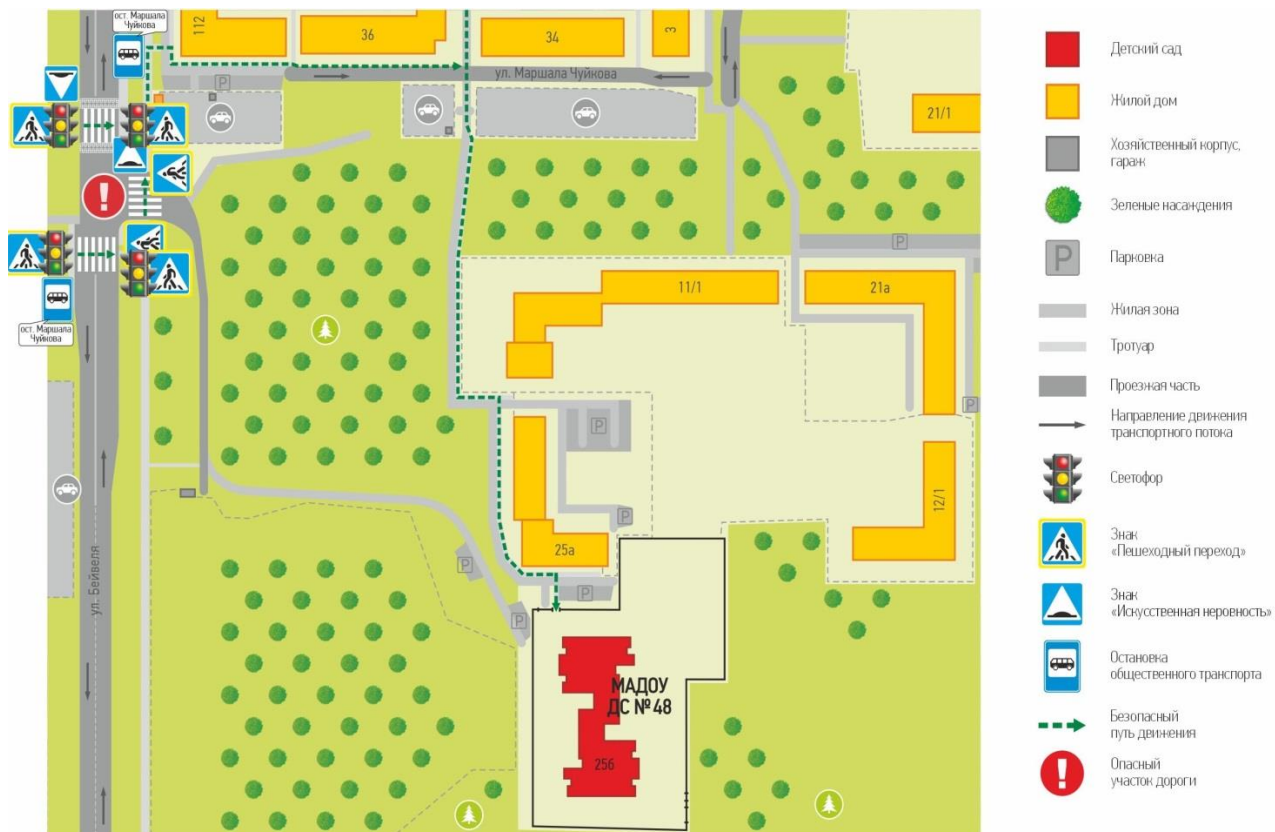 ост. Маршала
Чуйкова
112
36
34
3
P
ул. Маршала Чуйкова
21/1
P
!
11/1
21а
ост. Маршала
Чуйкова
P
P
ул. Бейвеля
12/1
P
25а
P
P
P
МАДОУ
ДС № 48
25б
Детский сад
Жилой дом
Хозяйственный корпус,
гараж
Зеленые насаждения
P
Парковка
Жилая зона
Тротуар
Проезжая часть
Направление движения
транспортного потока
Светофор
Знак
«Пешеходный переход»
Знак
«Искусственная неровность»
Остановка
общественного транспорта
Безопасный
путь движения
!
Опасный
участок дороги